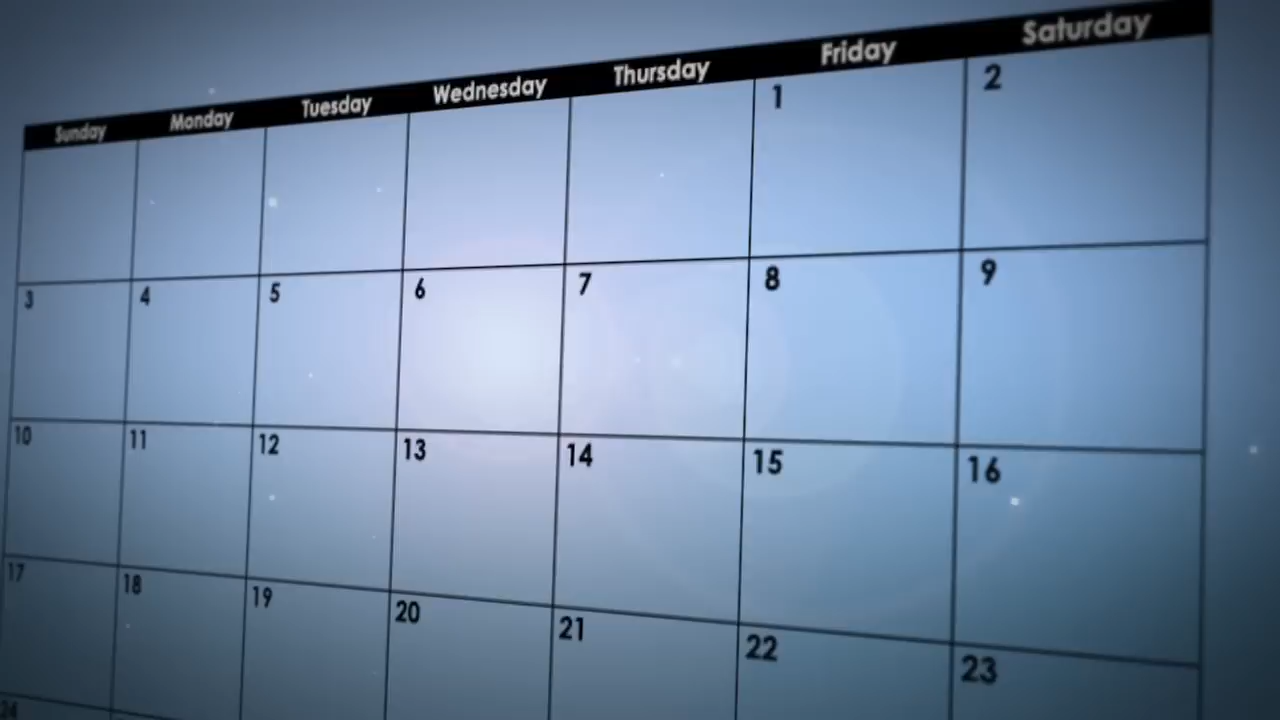 Sunday Monday Tuesday Wednesday Thursday Friday Saturday
1 2
3 4 5 6 7 8 9
10 11 12 13 14 15 16
17 18 19 20 21 22 23
24